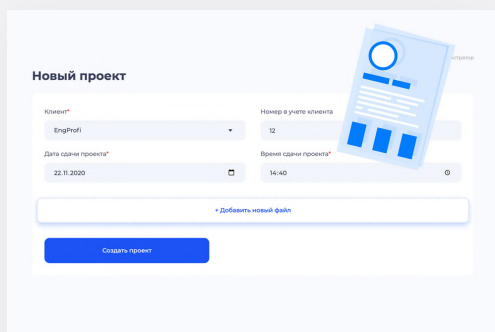 Новый проект
Клиент*
Номер в учете клиента
EngProfi
12
Дата сдачи проекта*
Время сдачи проекта*
22.11.2020
14:40
+ Добавить новый файл
Создать проект